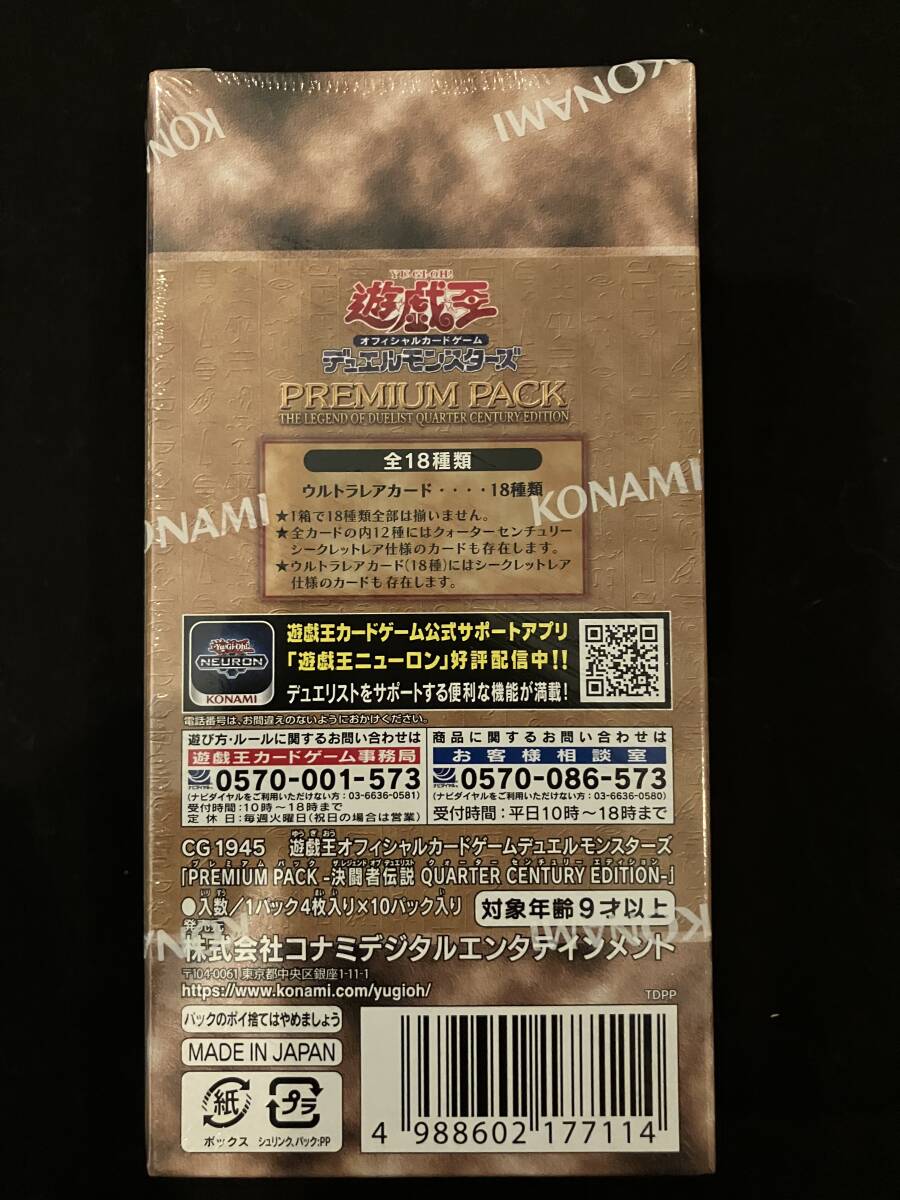 KONAMI
KONAMI
YU-GI-OH!
遊戯王
オフィシャルカードゲーム
デュエルモンスターズ
PREMIUM PACK
THE LEGEND OF DUELIST QUARTER CENTURY EDITION
全18種類
ウルトラレアカード・・・・18種類
★1箱で18種類全部は揃いません。
★全カードの内12種にはクォーターセンチュリー
シークレットレア仕様のカードも存在します。
★ウルトラレアカード(18種)にはシークレットレア
仕様のカードも存在します。
KONAMI
KONAMI
Yu-Gi-Oh!
NEURON
KONAMI
遊戯王カードゲーム公式サポートアプリ
「遊戯王ニューロン」好評配信中!!
デュエリストをサポートする便利な機能が満載!
電話番号は、お間違えのないようにおかけください。
遊び方・ルールに関するお問い合わせは
遊戯王カードゲーム事務局
0570-001-573
(ナビダイヤルをご利用いただけない方:03-6636-0581)
受付時間:10時~18時まで
定休日:毎週火曜日(祝日の場合は営業)
商品に関するお問い合わせは
お客様相談室
0570-086-573
(ナビダイヤルをご利用いただけない方:03-6636-0580)
受付時間:平日10時~18時まで
CG 1945 遊戯王オフィシャルカードゲームデュエルモンスターズ
「PREMIUM PACK -決闘者伝説 QUARTER CENTURY EDITION-」
●入数/1パック4枚入り×10パック入り
対象年齢9才以上
発売元
株式会社コナミデジタルエンタテインメント
〒104-0061 東京都中央区銀座1-11-1
https://www.konami.com/yugioh/
KONAMI
TDPP
パックのポイ捨てはやめましょう
MADE IN JAPAN
紙
ボックス
プラ
シュリンク、パック:PP
4 988602 177114